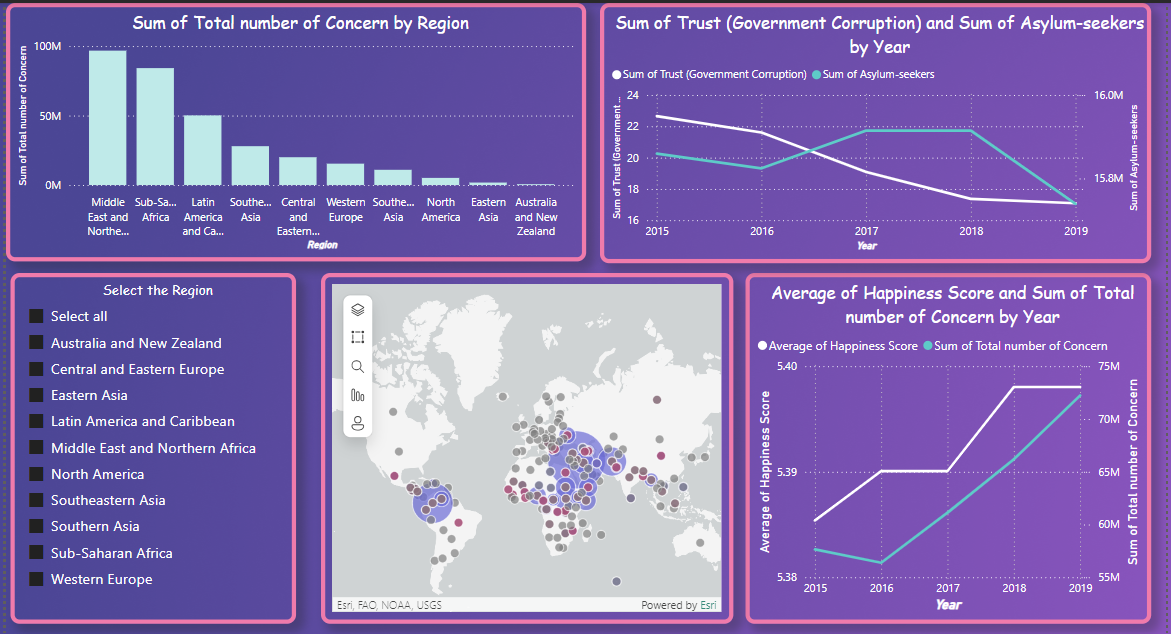 Sum of Total number of Concern by Region
Sum of Total number of Concern
100M
50M
0M
Middle
East and
Northe...
Sub-Sa...
Africa
Latin
America
and Ca...
Southe...
Asia
Central
and
Eastern...
Western
Europe
Southe...
Asia
North
America
Eastern
Asia
Australia
and New
Zealand
Region
Sum of Trust (Government Corruption) and Sum of Asylum-seekers
by Year
Sum of Trust (Government Corruption) Sum of Asylum-seekers
Sum of Trust (Government ...
24
22
20
18
16
16.0M
15.8M
Sum of Asylum-seekers
2015 2016 2017 2018 2019
Year
Select the Region
Select all
Australia and New Zealand
Central and Eastern Europe
Eastern Asia
Latin America and Caribbean
Middle East and Northern Africa
North America
Southeastern Asia
Southern Asia
Sub-Saharan Africa
Western Europe
Esri, FAO, NOAA, USGS
Powered by Esri
Average of Happiness Score and Sum of Total
number of Concern by Year
Average of Happiness Score Sum of Total number of Concern
Average of Happiness Score
5.40
5.39
5.38
75M
70M
65M
60M
55M
Sum of Total number of Concern
2015 2016 2017 2018 2019
Year